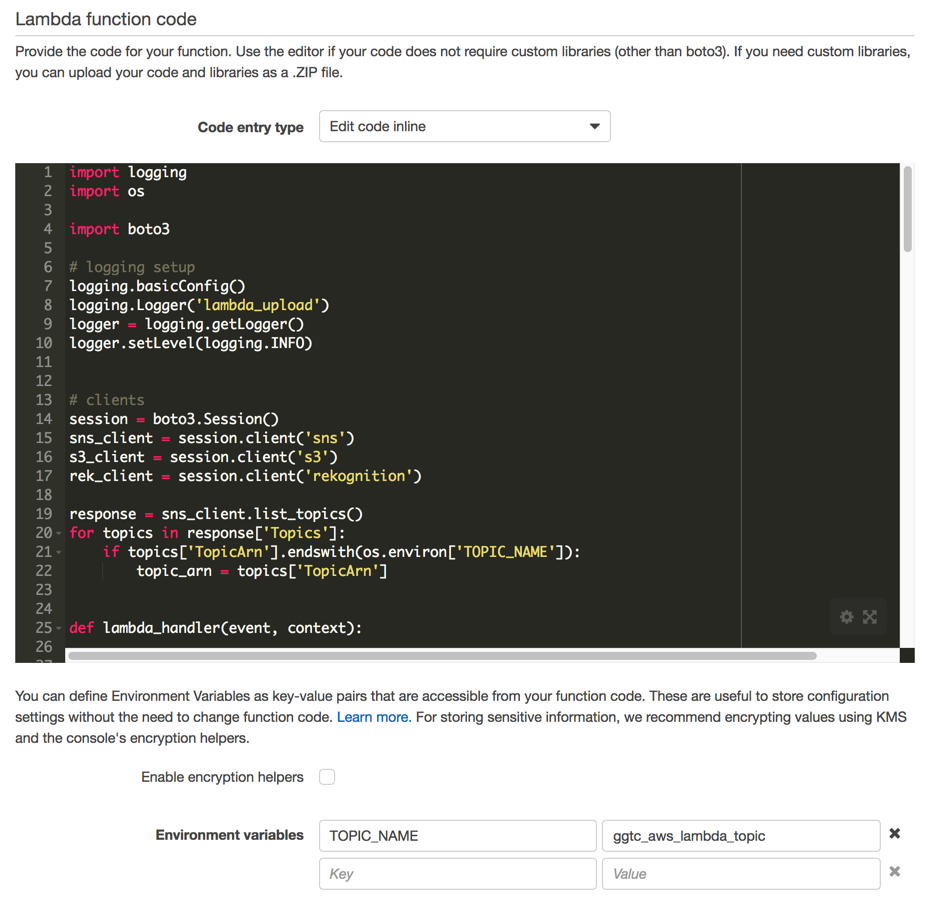 Lambda function code
Provide the code for your function. Use the editor if your code does not require custom libraries (other than boto3). If you need custom libraries,
you can upload your code and libraries as a .ZIP file.
Code entry type Edit code inline
1 import logging
2 import os
3
4 import boto3
5
6 # logging setup
7 logging.basicConfig()
8 logging.Logger('lambda_upload')
9 logger = logging.getLogger()
10 logger.setLevel(logging.INFO)
11
12
13 # clients
14 session = boto3.Session()
15 sns_client = session.client('sns')
16 s3_client = session.client('s3')
17 rek_client = session.client('rekognition')
18
19 response = sns_client.list_topics()
20 for topics in response['Topics']:
21     if topics['TopicArn'].endswith(os.environ['TOPIC_NAME']):
22         topic_arn = topics['TopicArn']
23
24
25 def lambda_handler(event, context):
26
27
You can define Environment Variables as key-value pairs that are accessible from your function code. These are useful to store configuration
settings without the need to change function code. Learn more. For storing sensitive information, we recommend encrypting values using KMS
and the console's encryption helpers.
Enable encryption helpers
Environment variables TOPIC_NAME ggtc_aws_lambda_topic
Key Value